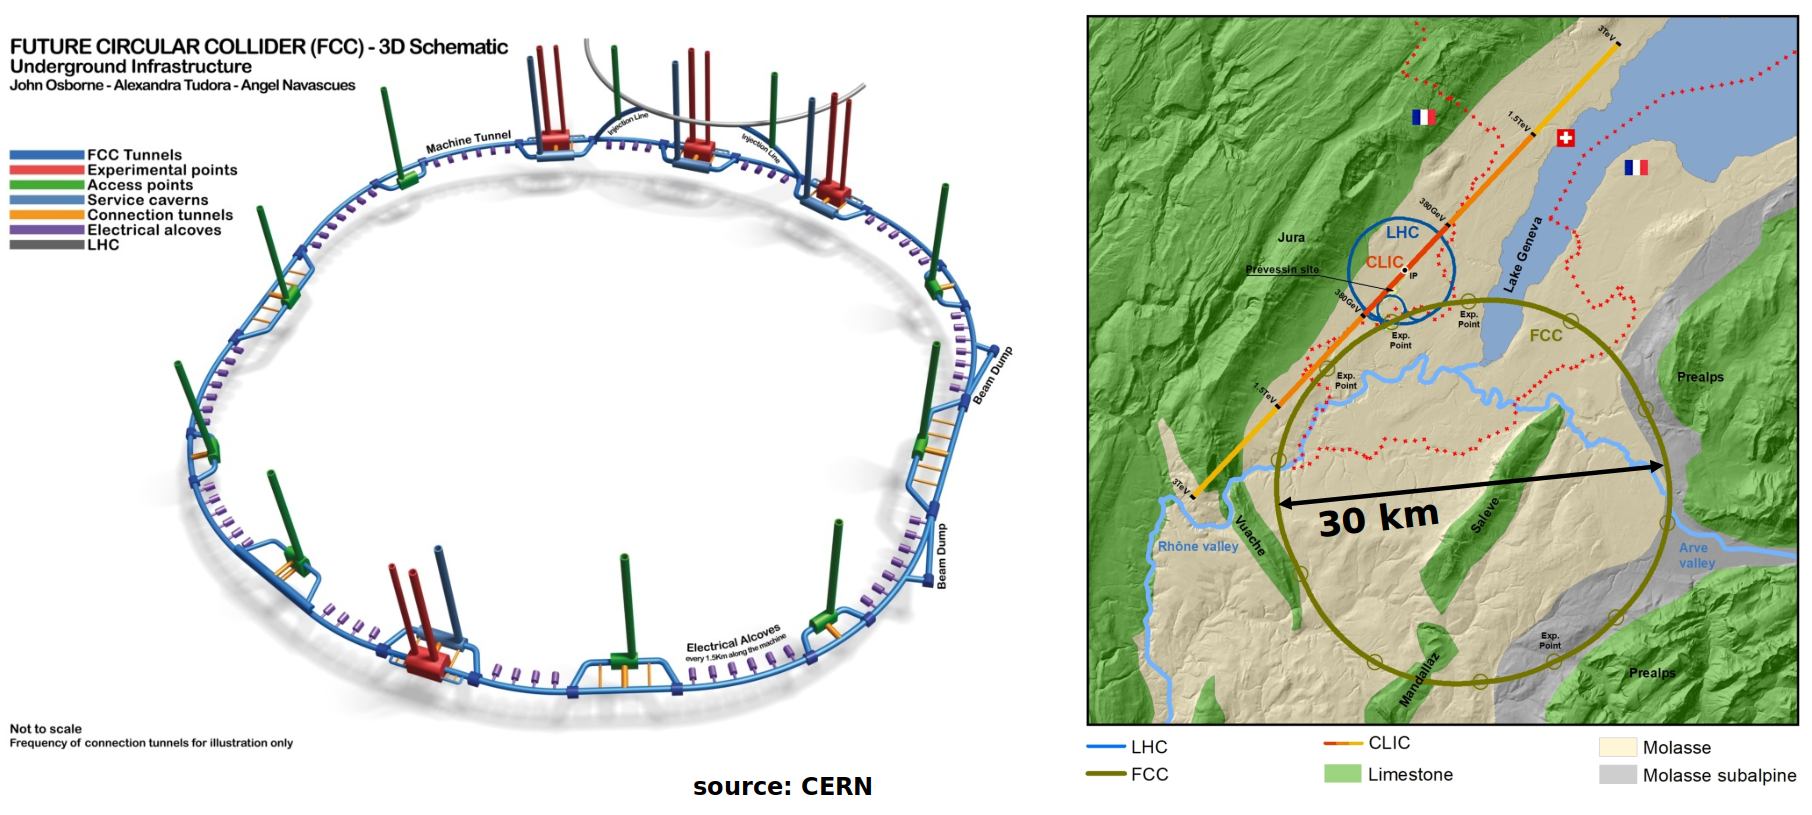 FUTURE CIRCULAR COLLIDER (FCC) - 3D Schematic
Underground Infrastructure
John Osborne - Alexandra Tudora - Angel Navascues
FCC Tunnels
Experimental points
Access points
Service caverns
Connection tunnels
Electrical alcoves
LHC
Machine Tunnel
Injection Line
Injection Line
Beam Dump
Beam Dump
Electrical Alcoves
every 1.5Km along the machine
Not to scale
Frequency of connection tunnels for illustration only
source: CERN
3TeV
1.5TeV
380GeV
Jura
LHC
CLIC
IP
Prevessin site
Lake Geneva
380GeV
Exp.
Point
Exp.
Point
FCC
Exp.
Point
1.5TeV
Prealps
3TeV
30 km
Saleve
Vuache
Rhône valley
Arve
valley
Exp.
Point
Mandallaz
Prealps
LHC
FCC
CLIC
Limestone
Molasse
Molasse subalpine